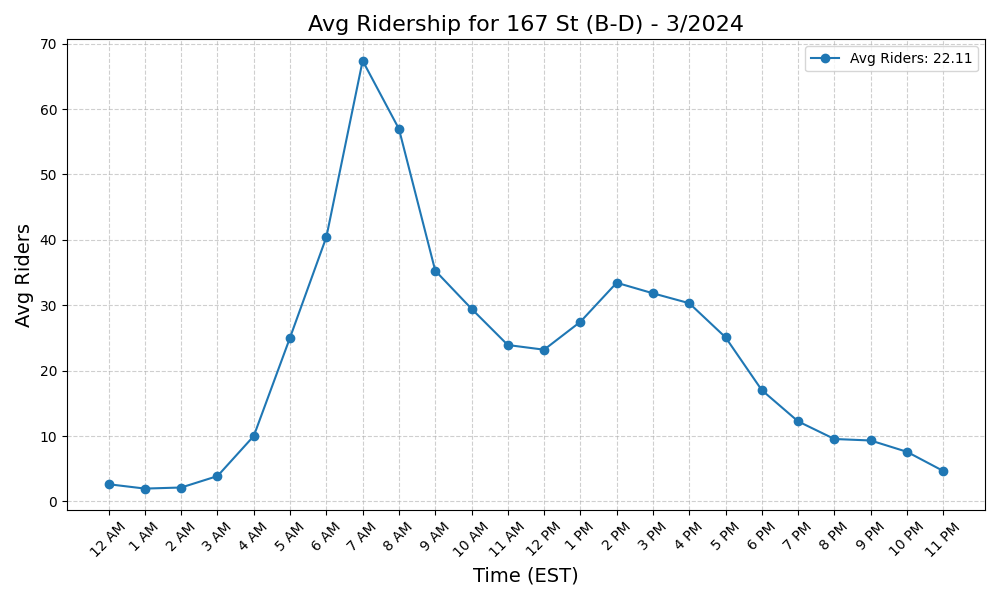 Avg Ridership for 167 St (B-D) - 3/2024
Avg Riders: 22.11
Avg Riders
70
60
50
40
30
20
10
0
12 AM
1 AM
2 AM
3 AM
4 AM
5 AM
6 AM
7 AM
8 AM
9 AM
10 AM
11 AM
12 PM
1 PM
2 PM
3 PM
4 PM
5 PM
6 PM
7 PM
8 PM
9 PM
10 PM
11 PM
Time (EST)